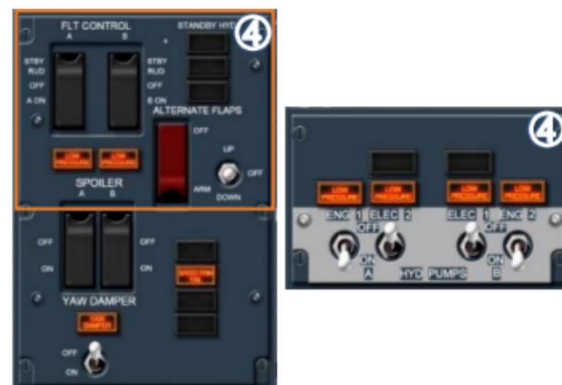 FLT CONTROL
A B
STANDBY HYD
④
STBY
RUD
OFF
A ON
STBY
RUD
OFF
B ON
ALTERNATE FLAPS
OFF
UP
OFF
ARM
DOWN
LOW
PRESSURE
LOW
PRESSURE
SPOILER
A B
OFF
ON
OFF
ON
YAW DAMPER
YAW
DAMPER
OFF
ON
④
LOW
PRESSURE
LOW
PRESSURE
LOW
PRESSURE
LOW
PRESSURE
ENG 1 ELEC 2 ELEC 1 ENG 2
OFF OFF
ON ON
A HYD PUMPS B